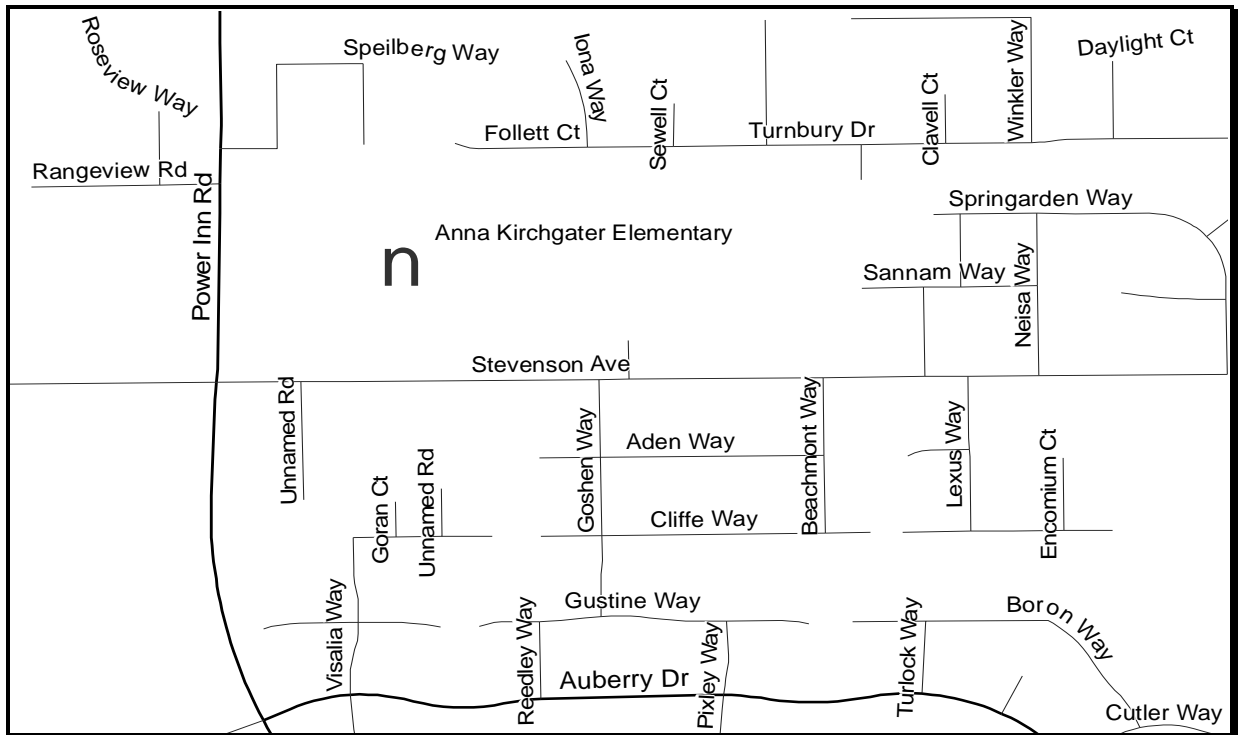 Roseview Way
Speilberg Way
Iona Way
Sewell Ct
Winkler Way
Daylight Ct
Follett Ct
Turnbury Dr
Clavell Ct
Rangeview Rd
Power Inn Rd
Springarden Way
Anna Kirchgater Elementary
n
Sannam Way
Neisa Way
Stevenson Ave
Unnamed Rd
Goshen Way
Aden Way
Beachmont Way
Lexus Way
Encomium Ct
Goran Ct
Unnamed Rd
Cliffe Way
Visalia Way
Reedley Way
Gustine Way
Pixley Way
Turlock Way
Boron Way
Auberry Dr
Cutler Way